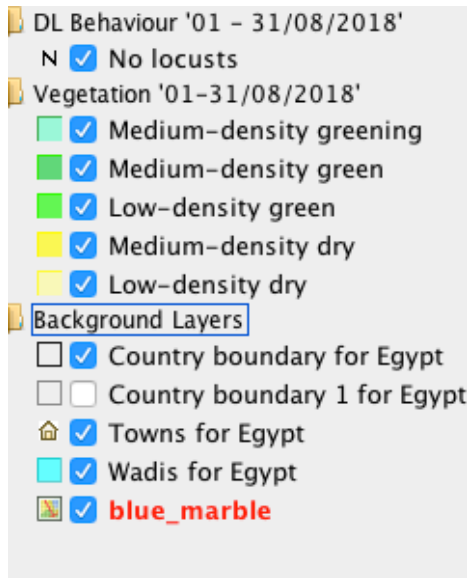 DL Behaviour '01 – 31/08/2018'
N No locusts
Vegetation '01–31/08/2018'
Medium-density greening
Medium-density green
Low-density green
Medium-density dry
Low-density dry
Background Layers
Country boundary for Egypt
Country boundary 1 for Egypt
Towns for Egypt
Wadis for Egypt
blue_marble